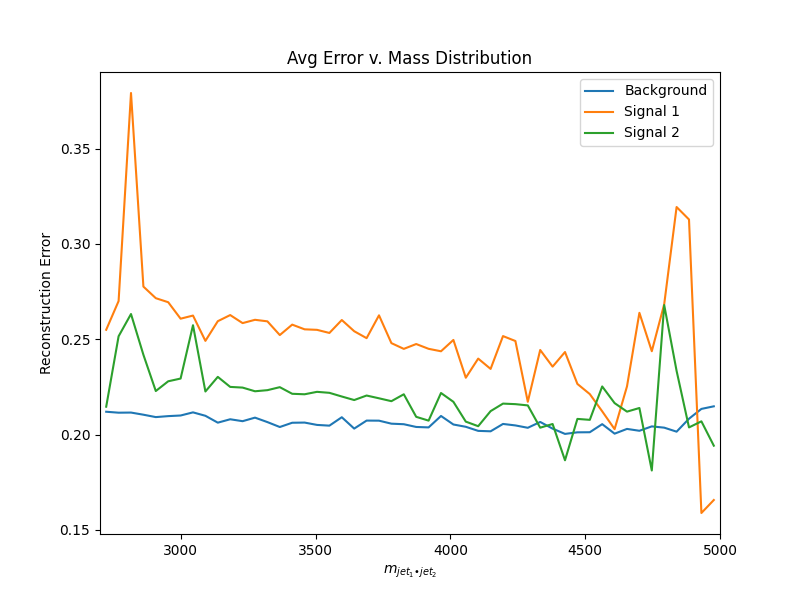 Avg Error v. Mass Distribution
Background
Signal 1
Signal 2
Reconstruction Error
0.35
0.30
0.25
0.20
0.15
3000 3500 4000 4500 5000
m_{jet_1•jet_2}